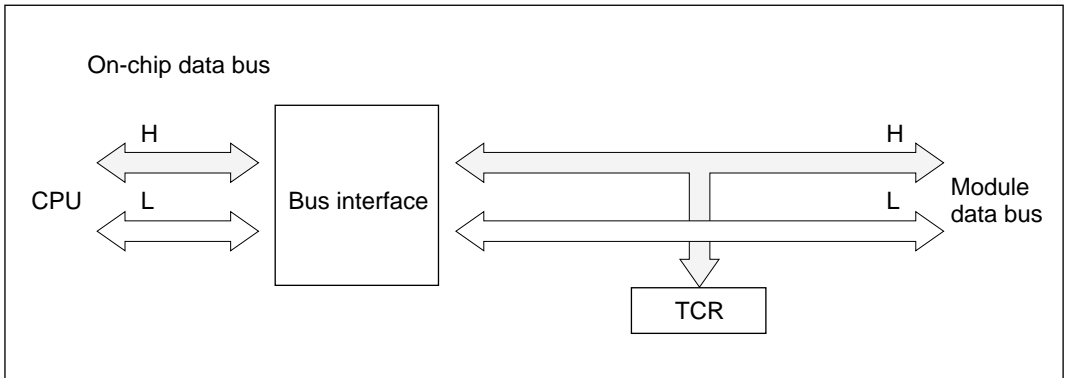 On-chip data bus
H
H
CPU
L
Bus interface
L
Module
data bus
TCR